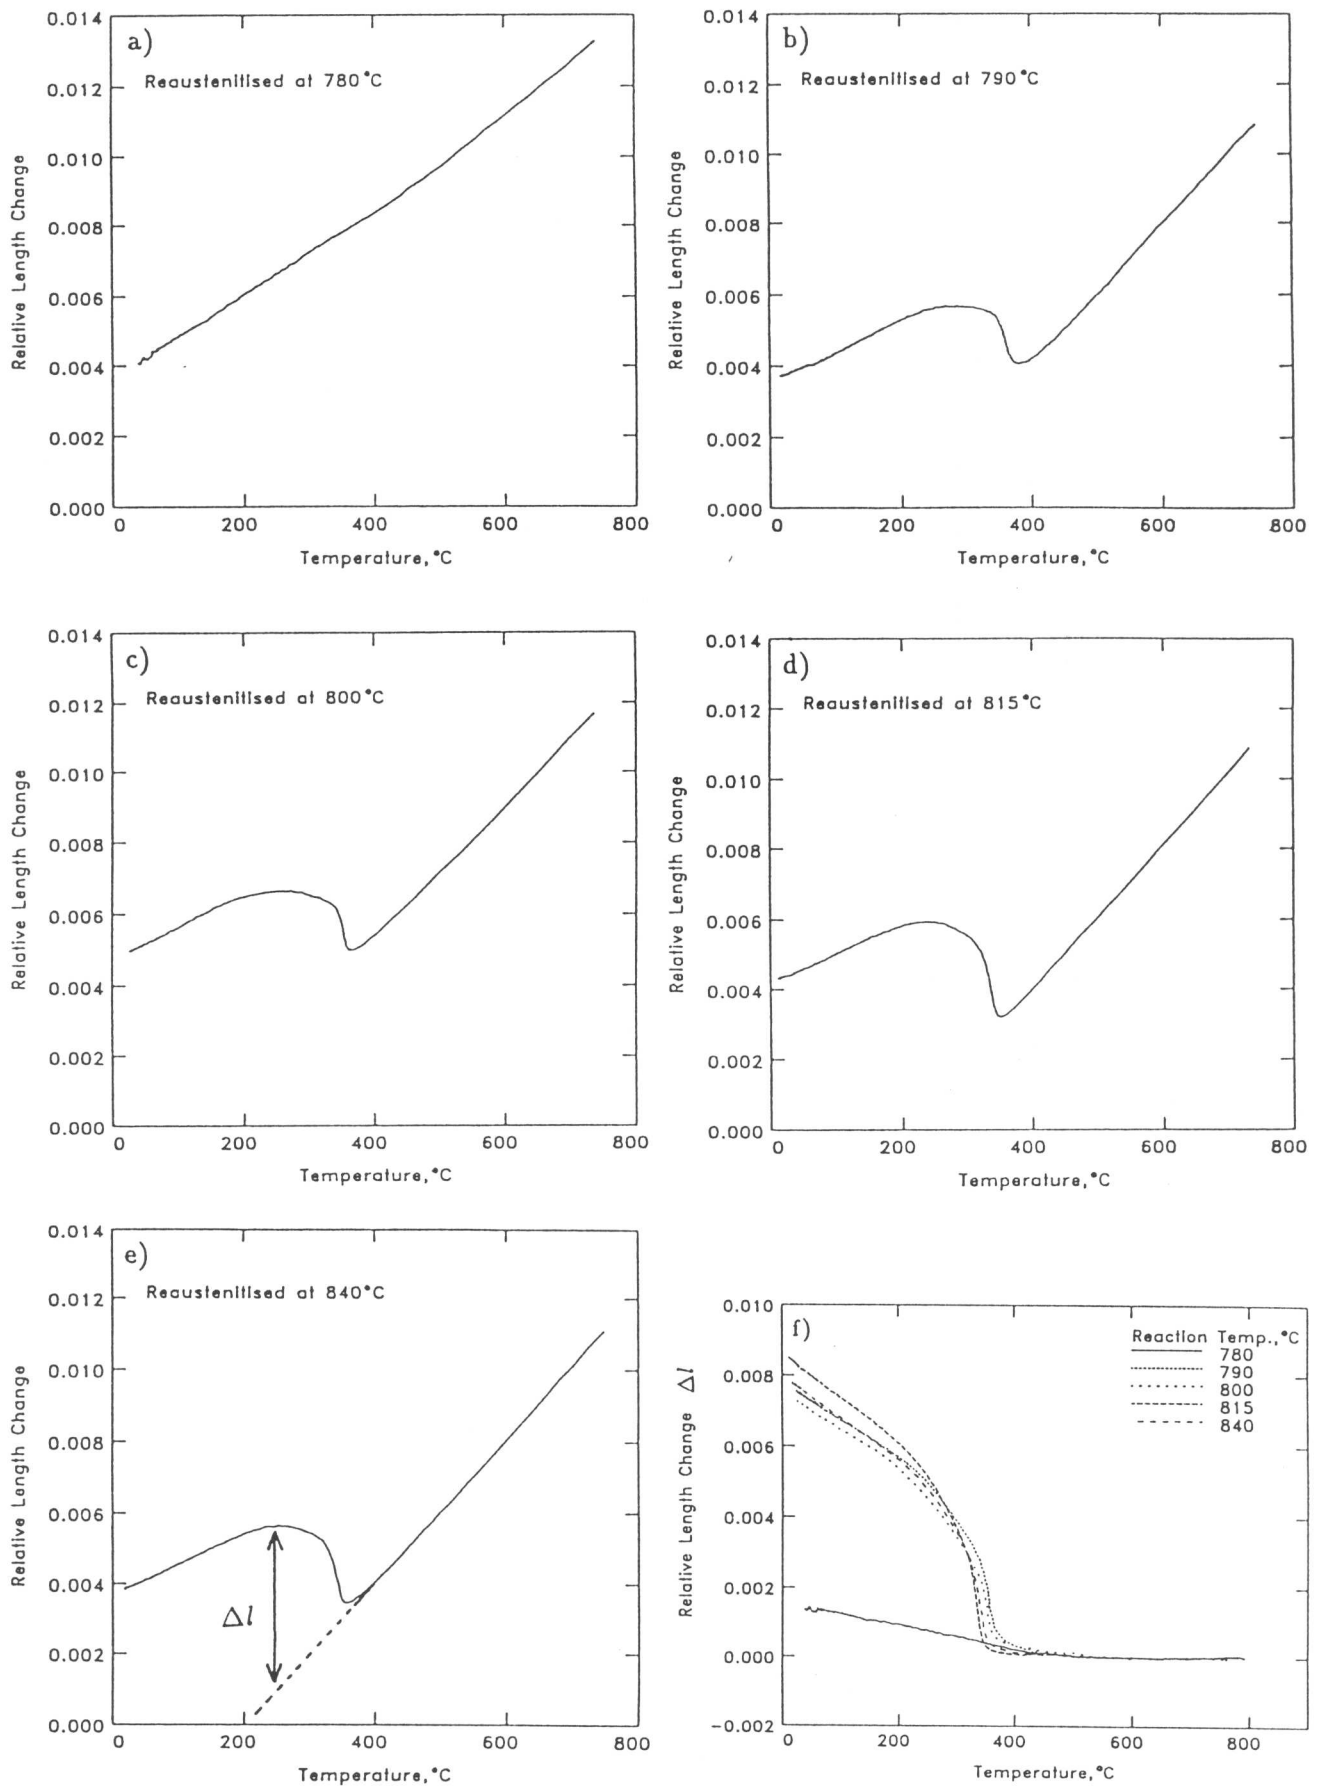 a)
Reaustenitised at 780°C
Relative Length Change
0.014
0.012
0.010
0.008
0.006
0.004
0.002
0.000
0 200 400 600 800
Temperature,°C
b)
Reaustenitised at 790°C
Relative Length Change
0.014
0.012
0.010
0.008
0.006
0.004
0.002
0.000
0 200 400 600 800
Temperature,°C
c)
Reaustenitised at 800°C
Relative Length Change
0.014
0.012
0.010
0.008
0.006
0.004
0.002
0.000
0 200 400 600 800
Temperature,°C
d)
Reaustenitised at 815°C
Relative Length Change
0.014
0.012
0.010
0.008
0.006
0.004
0.002
0.000
0 200 400 600 800
Temperature,°C
e)
Reaustenitised at 840°C
Relative Length Change
0.014
0.012
0.010
0.008
0.006
0.004
0.002
0.000
Δl
0 200 400 600 800
Temperature,°C
f)
Reaction Temp.,°C
780
790
800
815
840
Relative Length Change Δl
0.010
0.008
0.006
0.004
0.002
0.000
-0.002
0 200 400 600 800
Temperature,°C